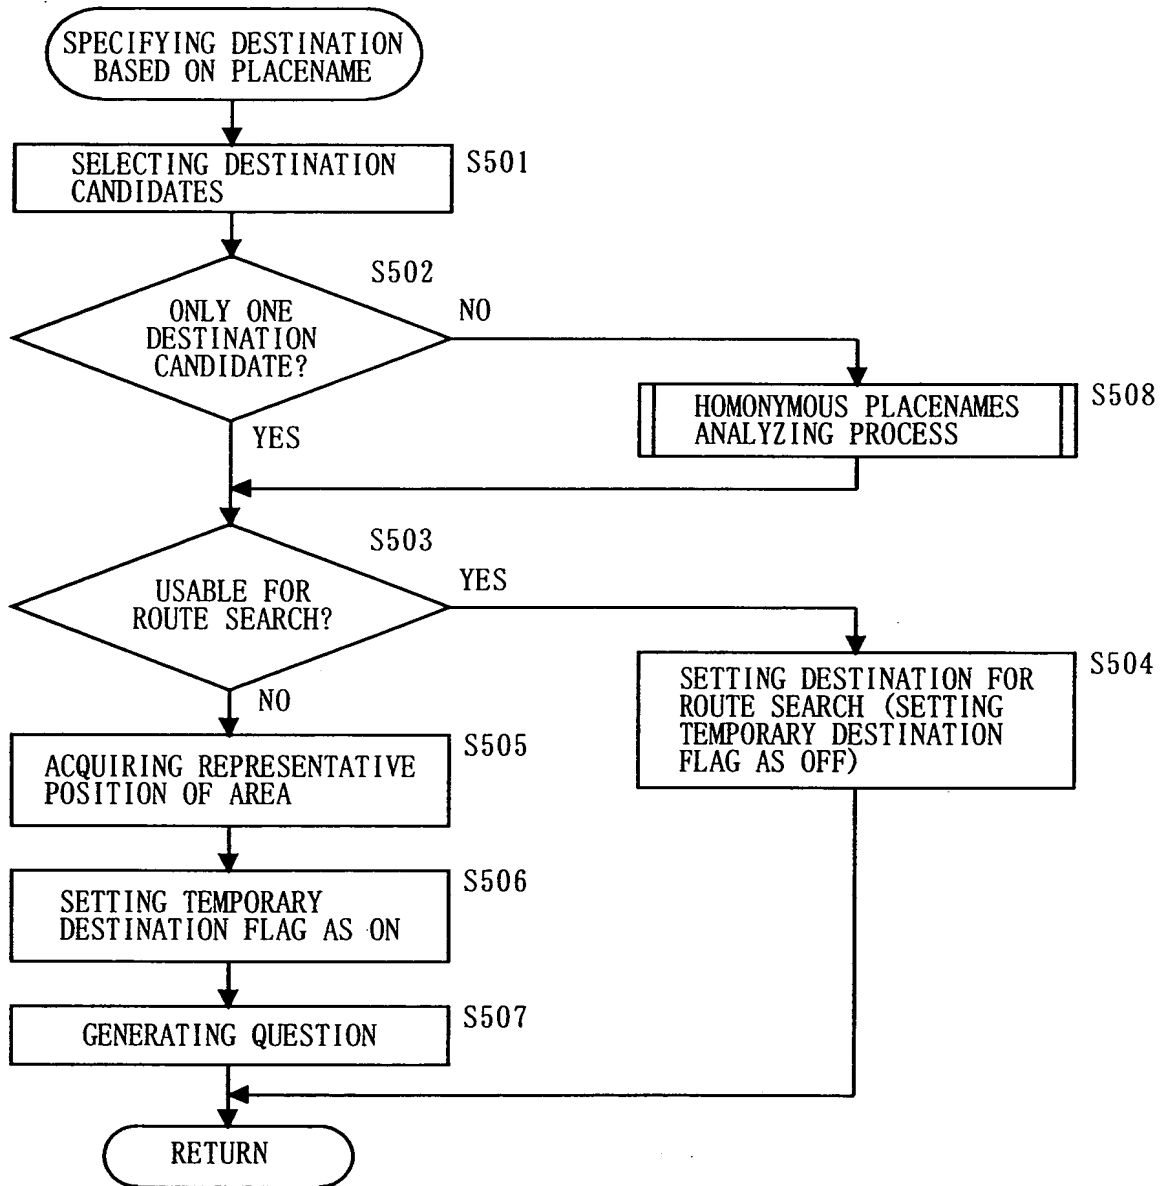 SPECIFYING DESTINATION
BASED ON PLACENAME
SELECTING DESTINATION
CANDIDATES
S501
S502
ONLY ONE
DESTINATION
CANDIDATE?
NO
YES
HOMONYMOUS PLACENAMES
ANALYZING PROCESS
S508
S503
USABLE FOR
ROUTE SEARCH?
YES
NO
SETTING DESTINATION FOR
ROUTE SEARCH (SETTING
TEMPORARY DESTINATION
FLAG AS OFF)
S504
ACQUIRING REPRESENTATIVE
POSITION OF AREA
S505
SETTING TEMPORARY
DESTINATION FLAG AS ON
S506
GENERATING QUESTION
S507
RETURN